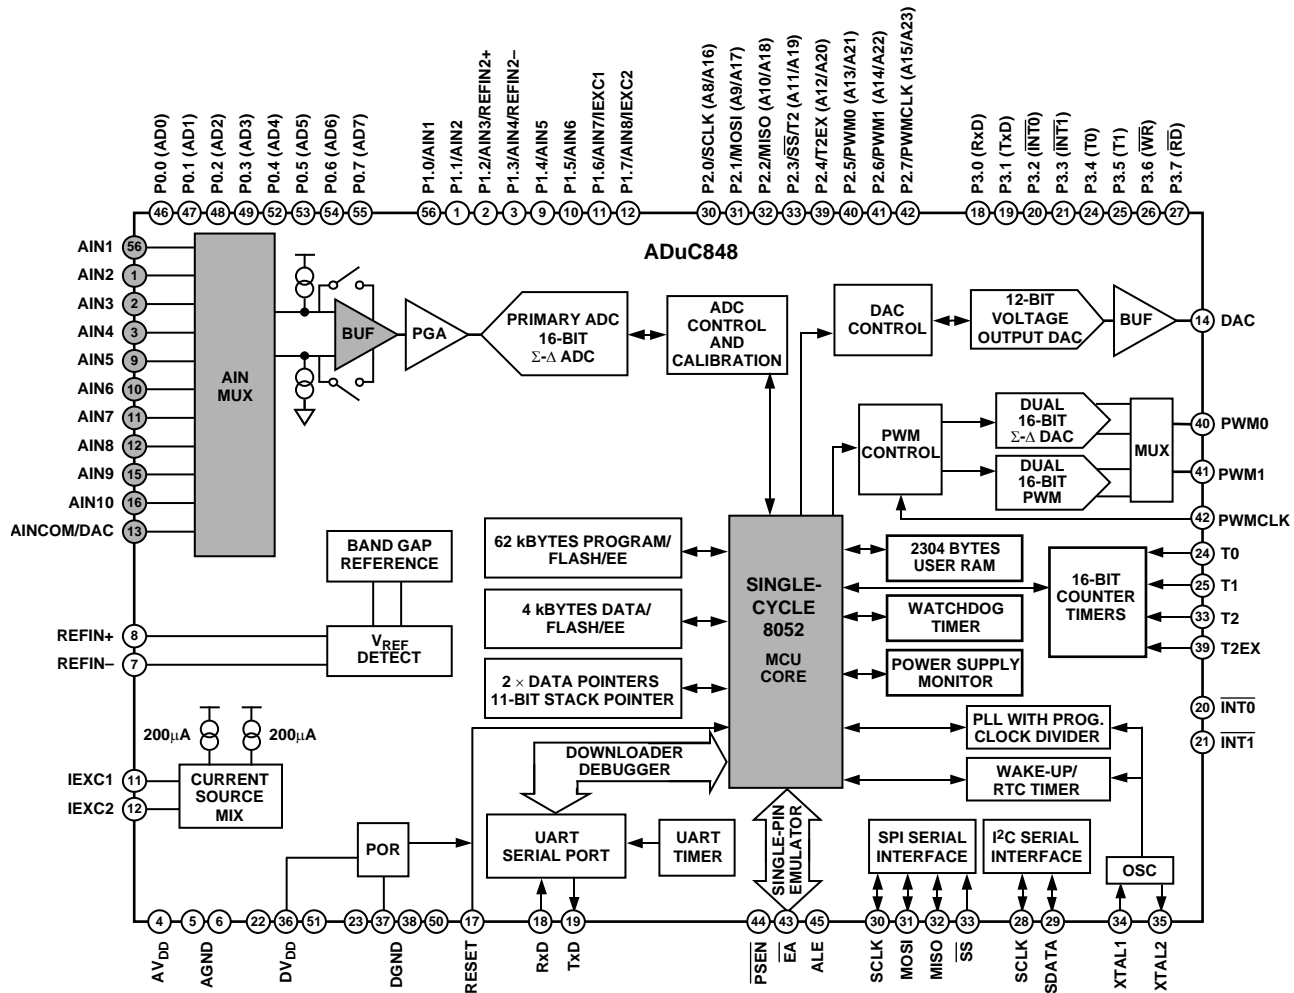 P0.0 (AD0)
P0.1 (AD1)
P0.2 (AD2)
P0.3 (AD3)
P0.4 (AD4)
P0.5 (AD5)
P0.6 (AD6)
P0.7 (AD7)
P1.0/AIN1
P1.1/AIN2
P1.2/AIN3/REFIN2+
P1.3/AIN4/REFIN2–
P1.4/AIN5
P1.5/AIN6
P1.6/AIN7/IEXC1
P1.7/AIN8/IEXC2
P2.0/SCLK (A8/A16)
P2.1/MOSI (A9/A17)
P2.2/MISO (A10/A18)
P2.3/SS/T2 (A11/A19)
P2.4/T2EX (A12/A20)
P2.5/PWM0 (A13/A21)
P2.6/PWM1 (A14/A22)
P2.7/PWMCLK (A15/A23)
P3.0 (RxD)
P3.1 (TxD)
P3.2 (INT0)
P3.3 (INT1)
P3.4 (T0)
P3.5 (T1)
P3.6 (WR)
P3.7 (RD)
46 47 48 49 52 53 54 55 56 1 2 3 9 10 11 12 30 31 32 33 39 40 41 42 18 19 20 21 24 25 26 27
ADuC848
AIN1 56
AIN2 1
AIN3 2
AIN4 3
AIN5 9
AIN6 10
AIN7 11
AIN8 12
AIN9 15
AIN10 16
AINCOM/DAC 13
AIN
MUX
BUF
PGA
PRIMARY ADC
16-BIT
Σ-Δ ADC
ADC
CONTROL
AND
CALIBRATION
DAC
CONTROL
12-BIT
VOLTAGE
OUTPUT DAC
BUF
14 DAC
PWM
CONTROL
DUAL
16-BIT
Σ-Δ DAC
DUAL
16-BIT
PWM
MUX
40 PWM0
41 PWM1
42 PWMCLK
BAND GAP
REFERENCE
REFIN+ 8
REFIN– 7
VREF
DETECT
62 kBYTES PROGRAM/
FLASH/EE
4 kBYTES DATA/
FLASH/EE
2 × DATA POINTERS
11-BIT STACK POINTER
SINGLE-
CYCLE
8052
MCU
CORE
2304 BYTES
USER RAM
WATCHDOG
TIMER
POWER SUPPLY
MONITOR
16-BIT
COUNTER
TIMERS
24 T0
25 T1
33 T2
39 T2EX
20 INT0
21 INT1
PLL WITH PROG.
CLOCK DIVIDER
WAKE-UP/
RTC TIMER
200µA 200µA
IEXC1 11
IEXC2 12
CURRENT
SOURCE
MIX
DOWNLOADER
DEBUGGER
POR
UART
SERIAL PORT
UART
TIMER
SINGLE-PIN
EMULATOR
SPI SERIAL
INTERFACE
I2C SERIAL
INTERFACE
OSC
4 5 6 22 36 51 23 37 38 50 17 18 19 44 43 45 30 31 32 33 28 29 34 35
AVDD
AGND
DVDD
DGND
RESET
RxD
TxD
PSEN
EA
ALE
SCLK
MOSI
MISO
SS
SCLK
SDATA
XTAL1
XTAL2